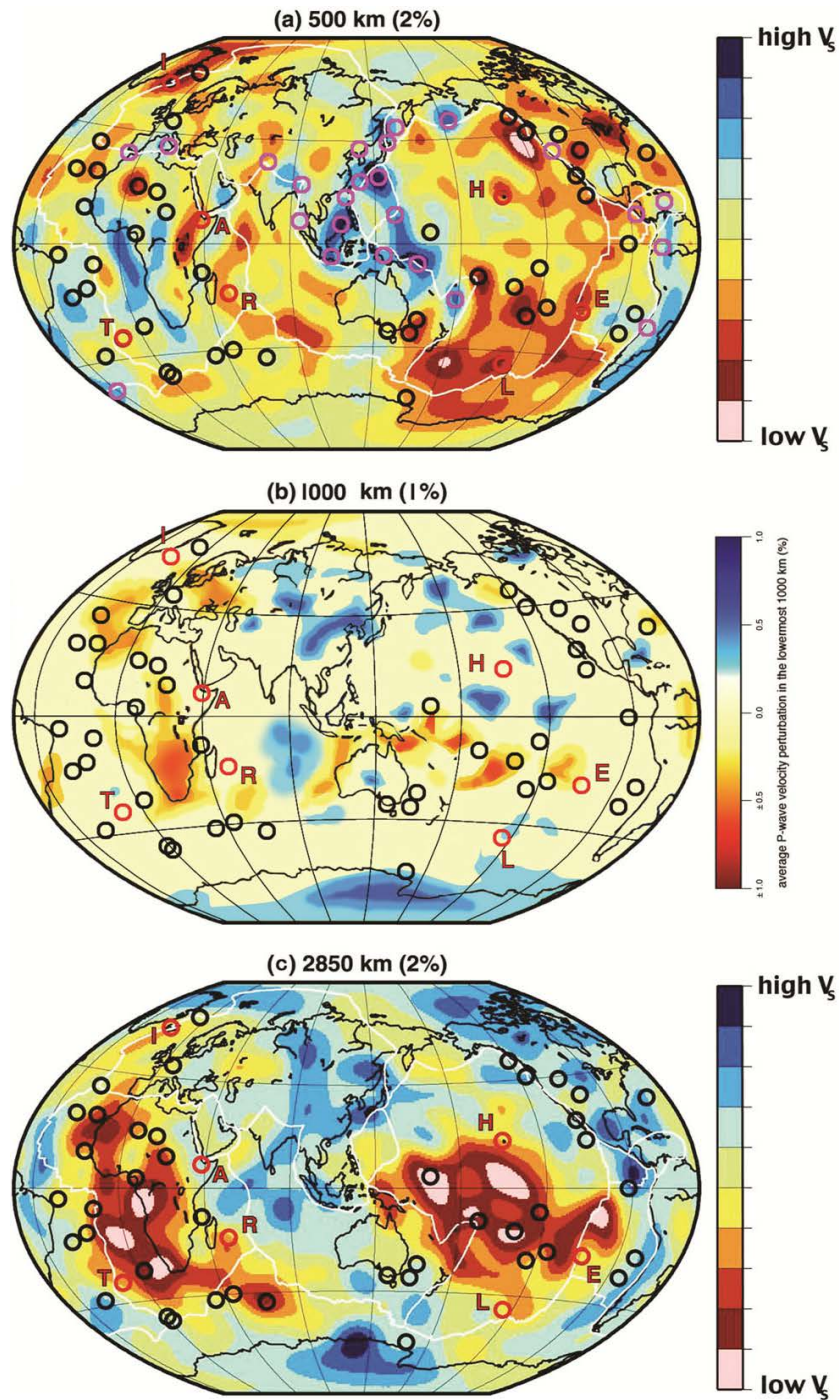 (a) 500 km (2%)
high Vs
I
A
H
R
E
T
L
low Vs
(b) 1000 km (1%)
I
1.0
0.5
H
A
0.0
R
E
T
± 0.5
L
± 1.0
average P-wave velocity perturbation in the lowermost 1000 km (%)
(c) 2850 km (2%)
high Vs
I
H
A
R
E
T
L
low Vs